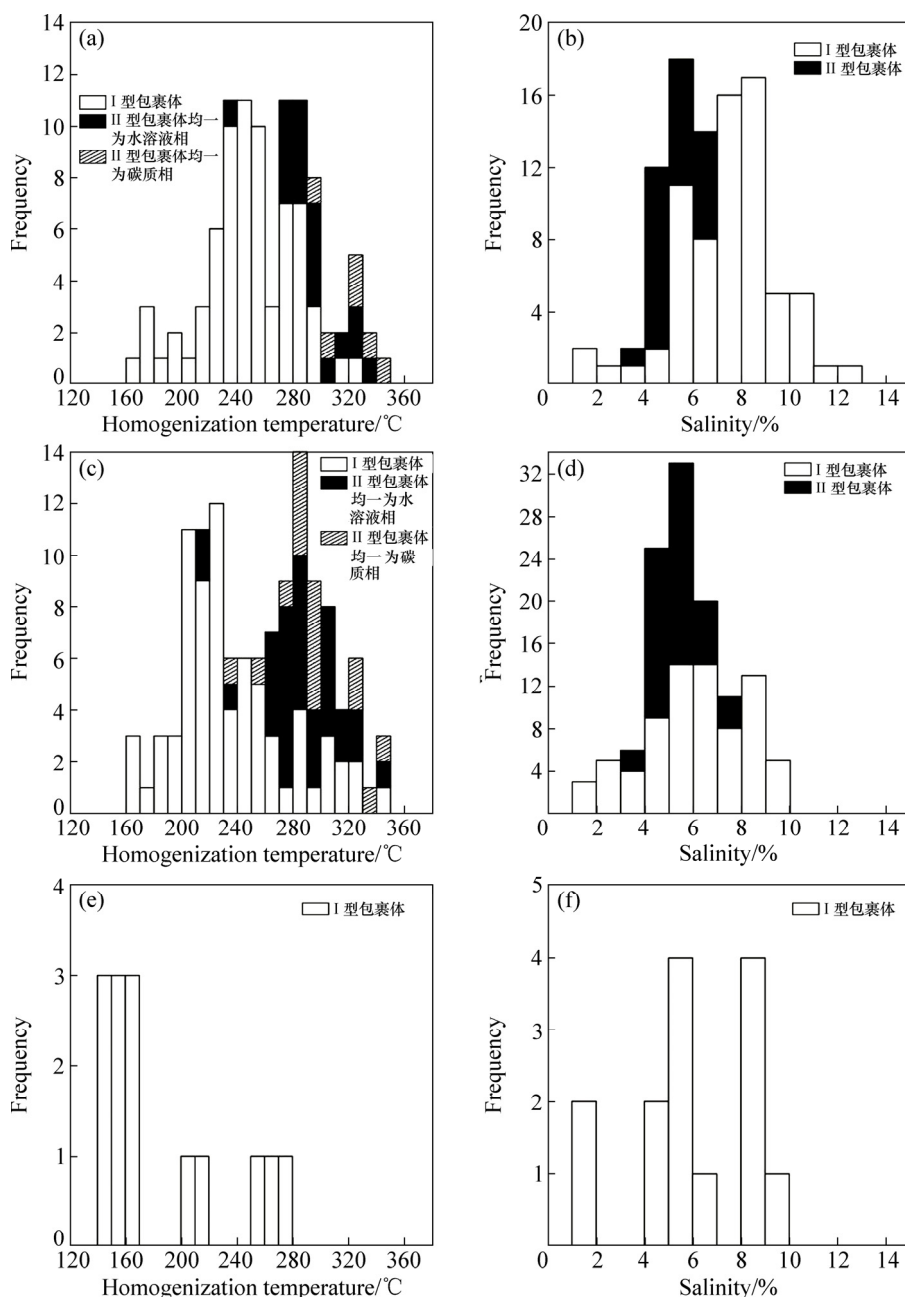 (a)
14
12
10
8
6
4
2
0
Frequency
I 型包裹体
II 型包裹体均一
为水溶液相
II 型包裹体均一
为碳质相
120 160 200 240 280 320 360
Homogenization temperature/℃
(b)
20
16
12
8
4
Frequency
I 型包裹体
II 型包裹体
0 2 4 6 8 10 12 14
Salinity/%
(c)
14
12
10
8
6
4
2
0
Frequency
I 型包裹体
II 型包裹体
均一为水
溶液相
II 型包裹体
均一为碳
质相
120 160 200 240 280 320 360
Homogenization temperature/℃
(d)
32
28
24
20
16
12
8
4
Frequency
I 型包裹体
II 型包裹体
0 2 4 6 8 10 12 14
Salinity/%
(e)
4
3
2
1
0
Frequency
I 型包裹体
120 160 200 240 280 320 360
Homogenization temperature/℃
(f)
5
4
3
2
1
Frequency
I 型包裹体
0 2 4 6 8 10 12 14
Salinity/%